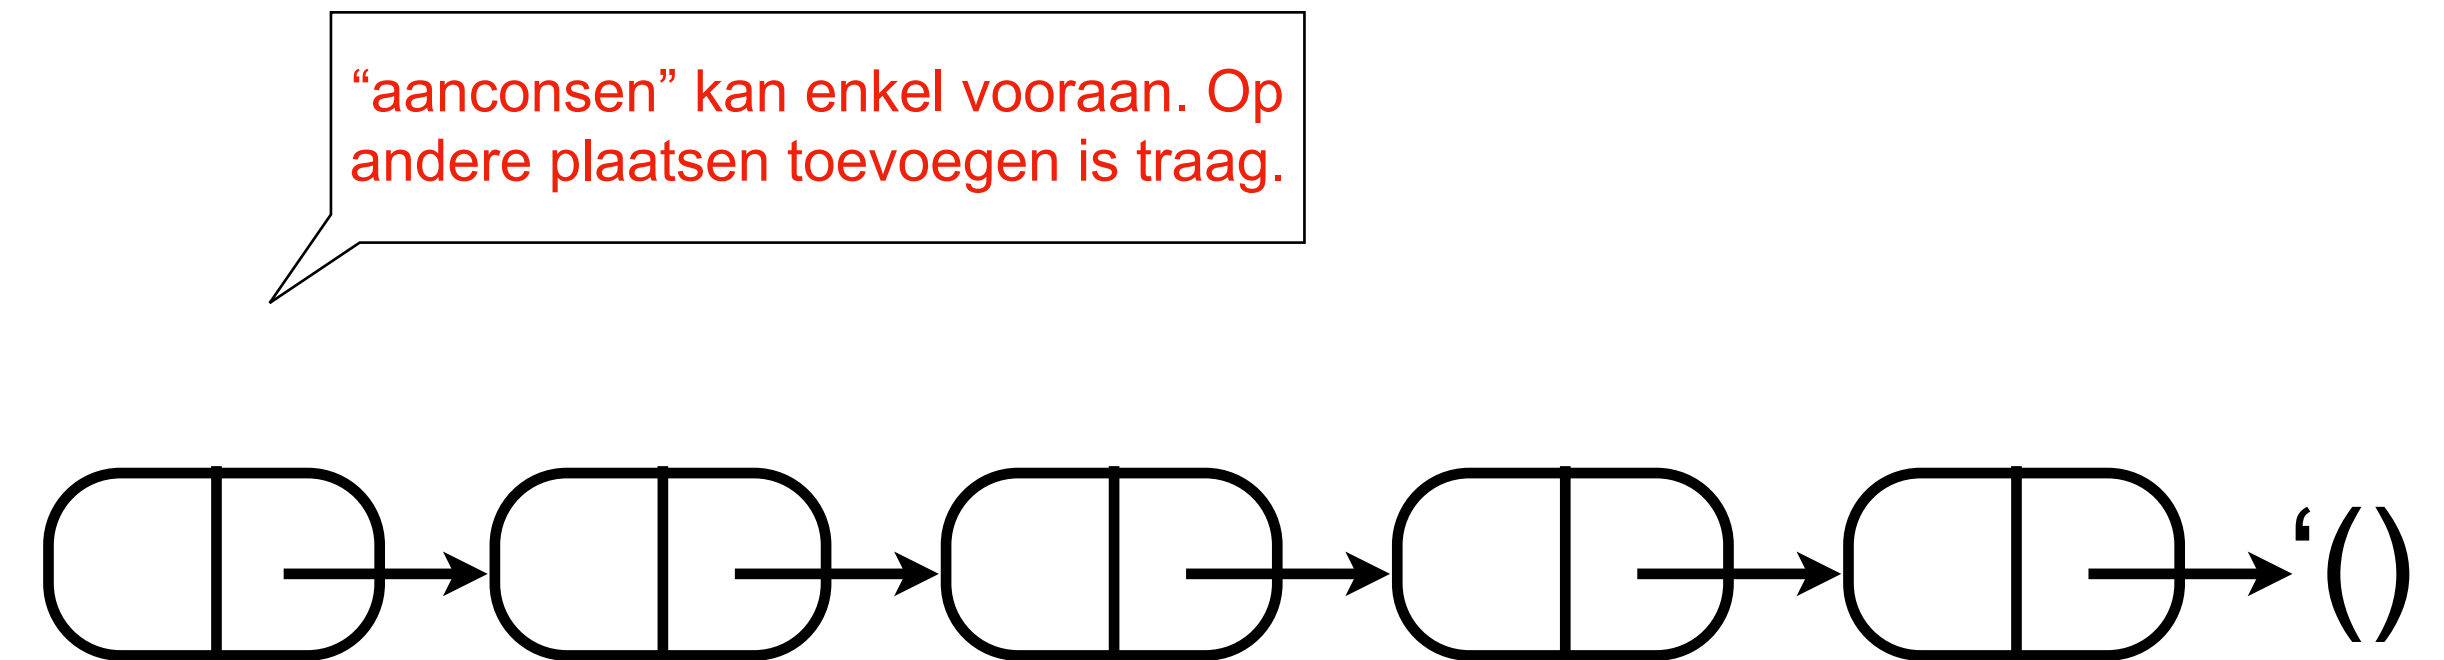 “aanconsen” kan enkel vooraan. Op
andere plaatsen toevoegen is traag.
‘()